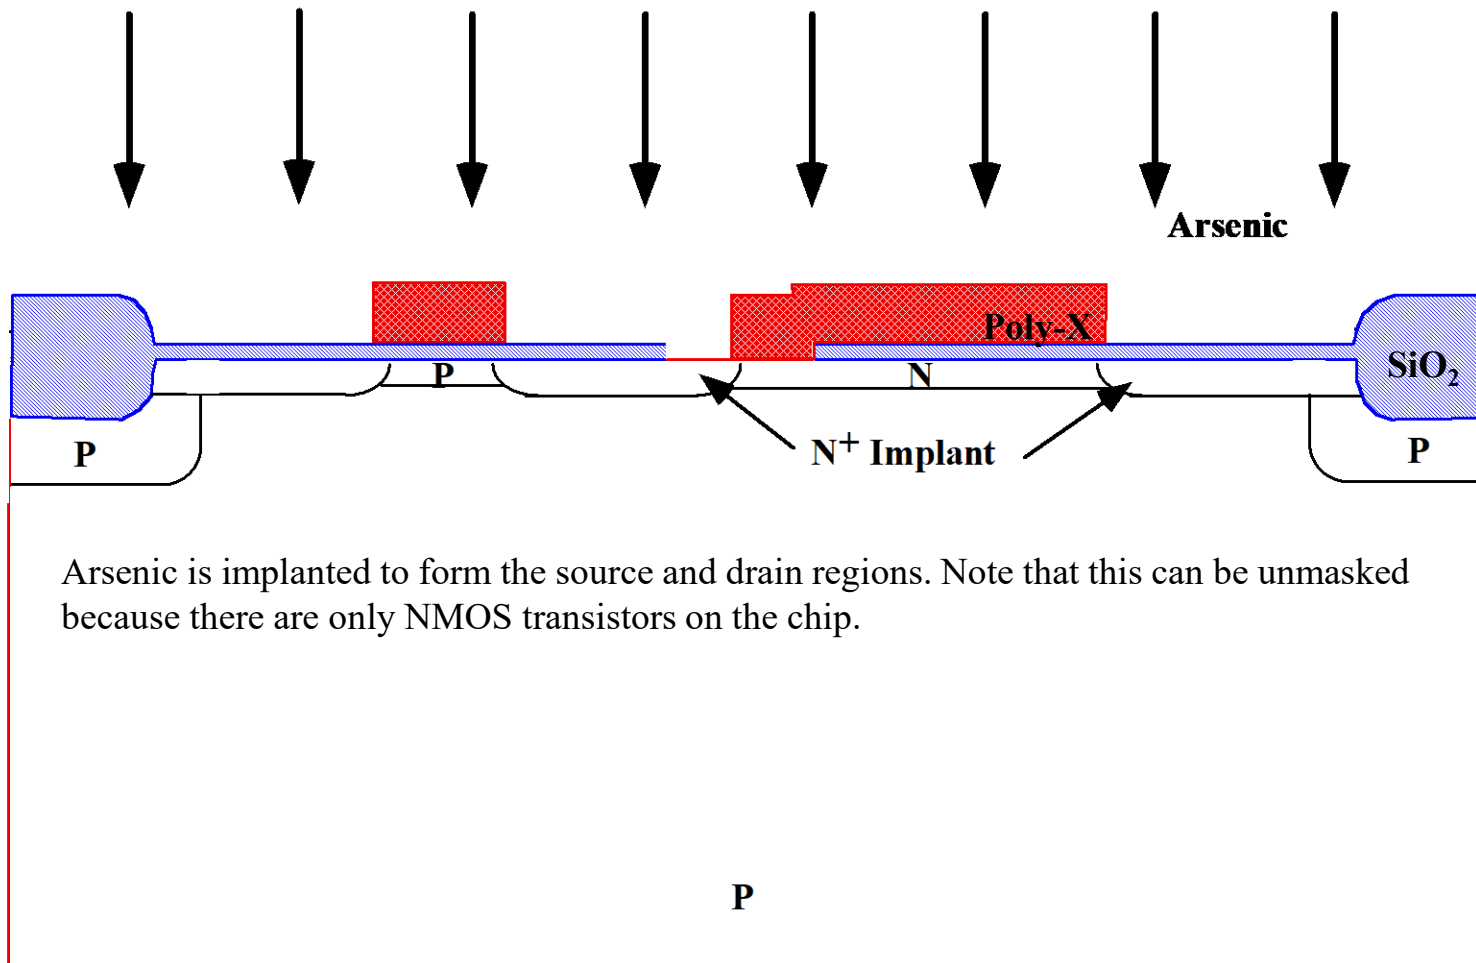 Arsenic
Poly-X
SiO₂
P
N
P
N⁺ Implant
P
Arsenic is implanted to form the source and drain regions. Note that this can be unmasked
because there are only NMOS transistors on the chip.
P